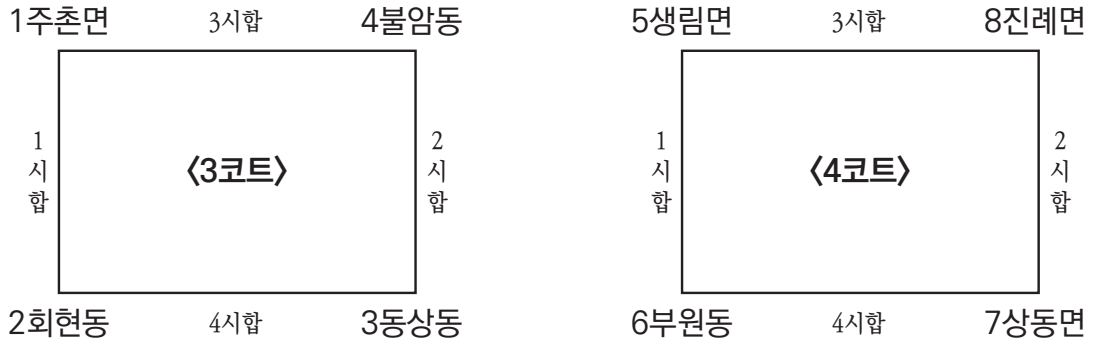 1주촌면 3시합 4불암동
1시합 〈3코트〉 2시합
2회현동 4시합 3동상동
5생림면 3시합 8진례면
1시합 〈4코트〉 2시합
6부원동 4시합 7상동면